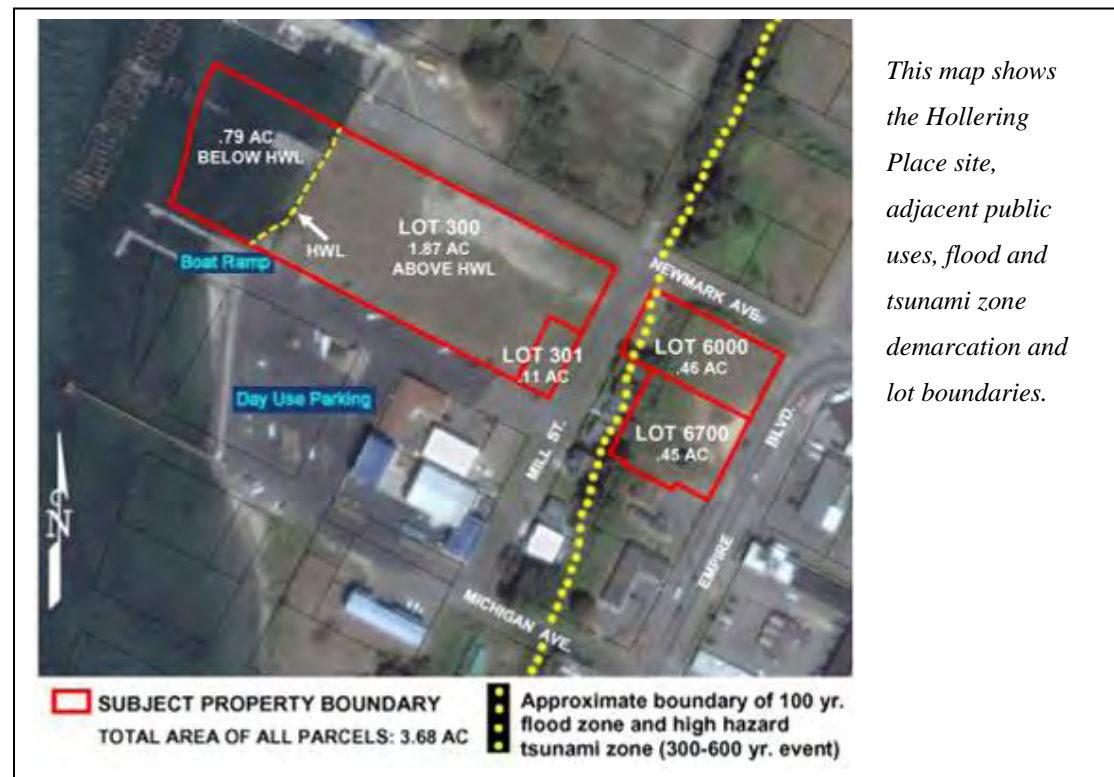 This map shows
the Hollering
Place site,
adjacent public
uses, flood and
tsunami zone
demarcation and
lot boundaries.
.79 AC
BELOW HWL
HWL
LOT 300
1.87 AC
ABOVE HWL
Boat Ramp
NEWMARK AVE.
LOT 301
.11 AC
LOT 6000
.46 AC
Day Use Parking
LOT 6700
.45 AC
MILL ST.
EMPIRE BLVD.
MICHIGAN AVE.
N
SUBJECT PROPERTY BOUNDARY
TOTAL AREA OF ALL PARCELS: 3.68 AC
Approximate boundary of 100 yr.
flood zone and high hazard
tsunami zone (300-600 yr. event)